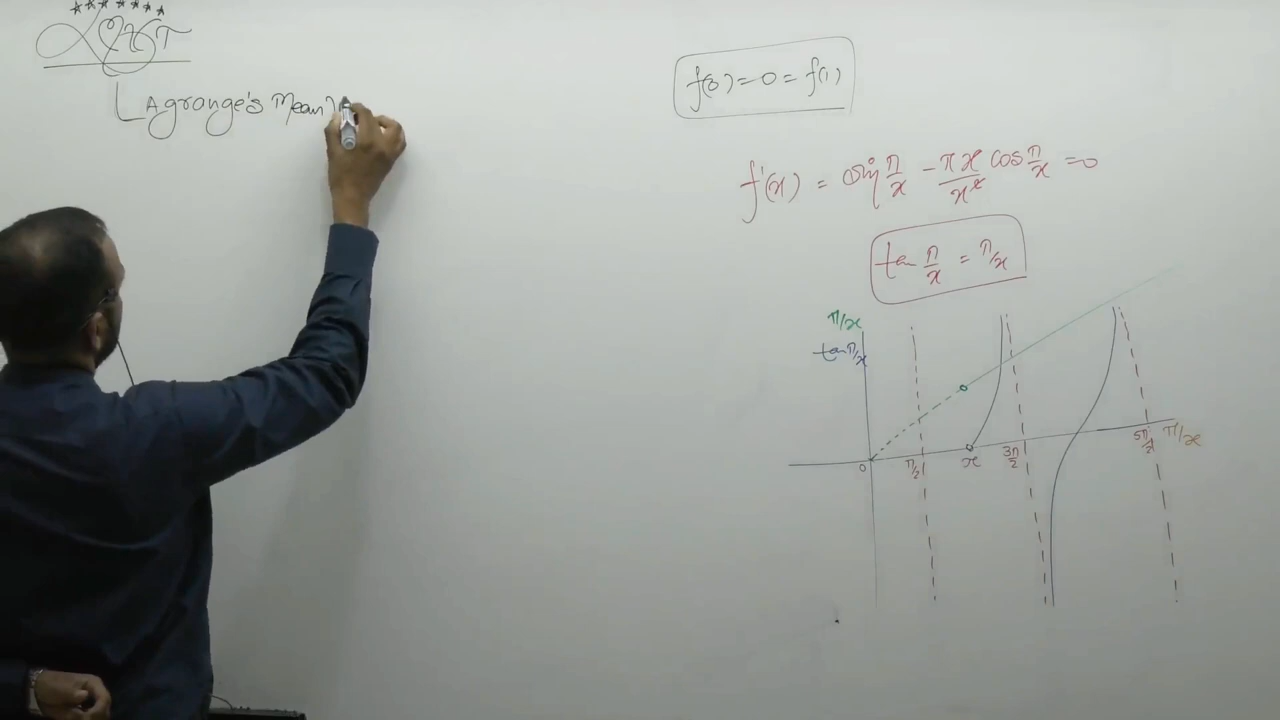 LMVT
Lagrange's Mean
f(0) = 0 = f(1)
f'(x) = sin π/x - πx/x² cos π/x = 0
tan π/x = π/x
π/x
tan π/x
0 π/2 π 3π/2 5π/2 π/x